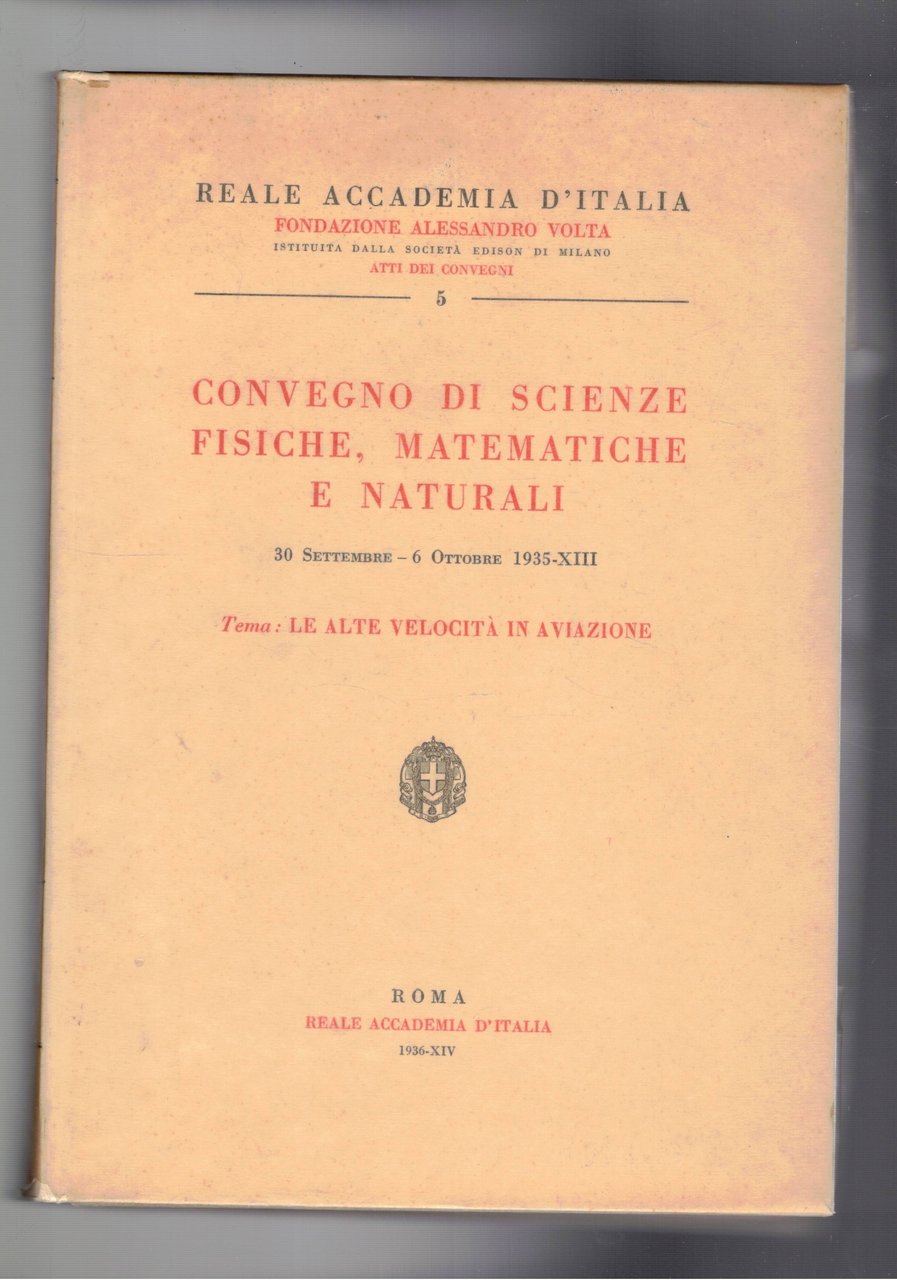 REALE ACCADEMIA D'ITALIA
FONDAZIONE ALESSANDRO VOLTA
ISTITUITA DALLA SOCIETÀ EDISON DI MILANO
ATTI DEI CONVEGNI
5
CONVEGNO DI SCIENZE
FISICHE, MATEMATICHE
E NATURALI
30 SETTEMBRE – 6 OTTOBRE 1935-XIII
Tema: LE ALTE VELOCITÀ IN AVIAZIONE
ROMA
REALE ACCADEMIA D'ITALIA
1936-XIV